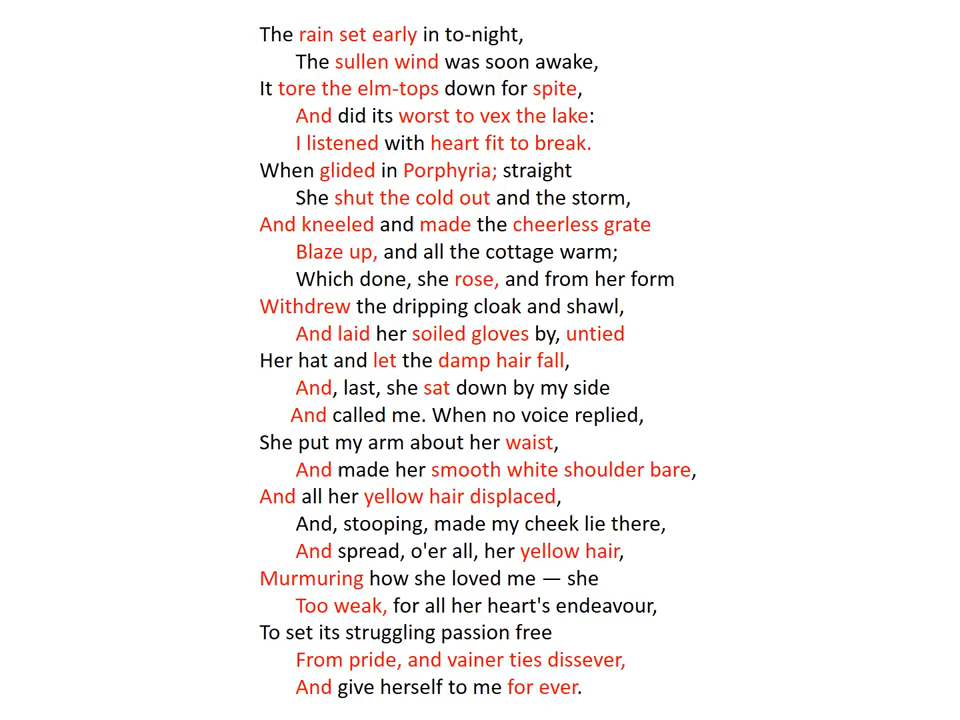 The rain set early in to-night,
The sullen wind was soon awake,
It tore the elm-tops down for spite,
And did its worst to vex the lake:
I listened with heart fit to break.
When glided in Porphyria; straight
She shut the cold out and the storm,
And kneeled and made the cheerless grate
Blaze up, and all the cottage warm;
Which done, she rose, and from her form
Withdrew the dripping cloak and shawl,
And laid her soiled gloves by, untied
Her hat and let the damp hair fall,
And, last, she sat down by my side
And called me. When no voice replied,
She put my arm about her waist,
And made her smooth white shoulder bare,
And all her yellow hair displaced,
And, stooping, made my cheek lie there,
And spread, o'er all, her yellow hair,
Murmuring how she loved me — she
Too weak, for all her heart's endeavour,
To set its struggling passion free
From pride, and vainer ties dissever,
And give herself to me for ever.